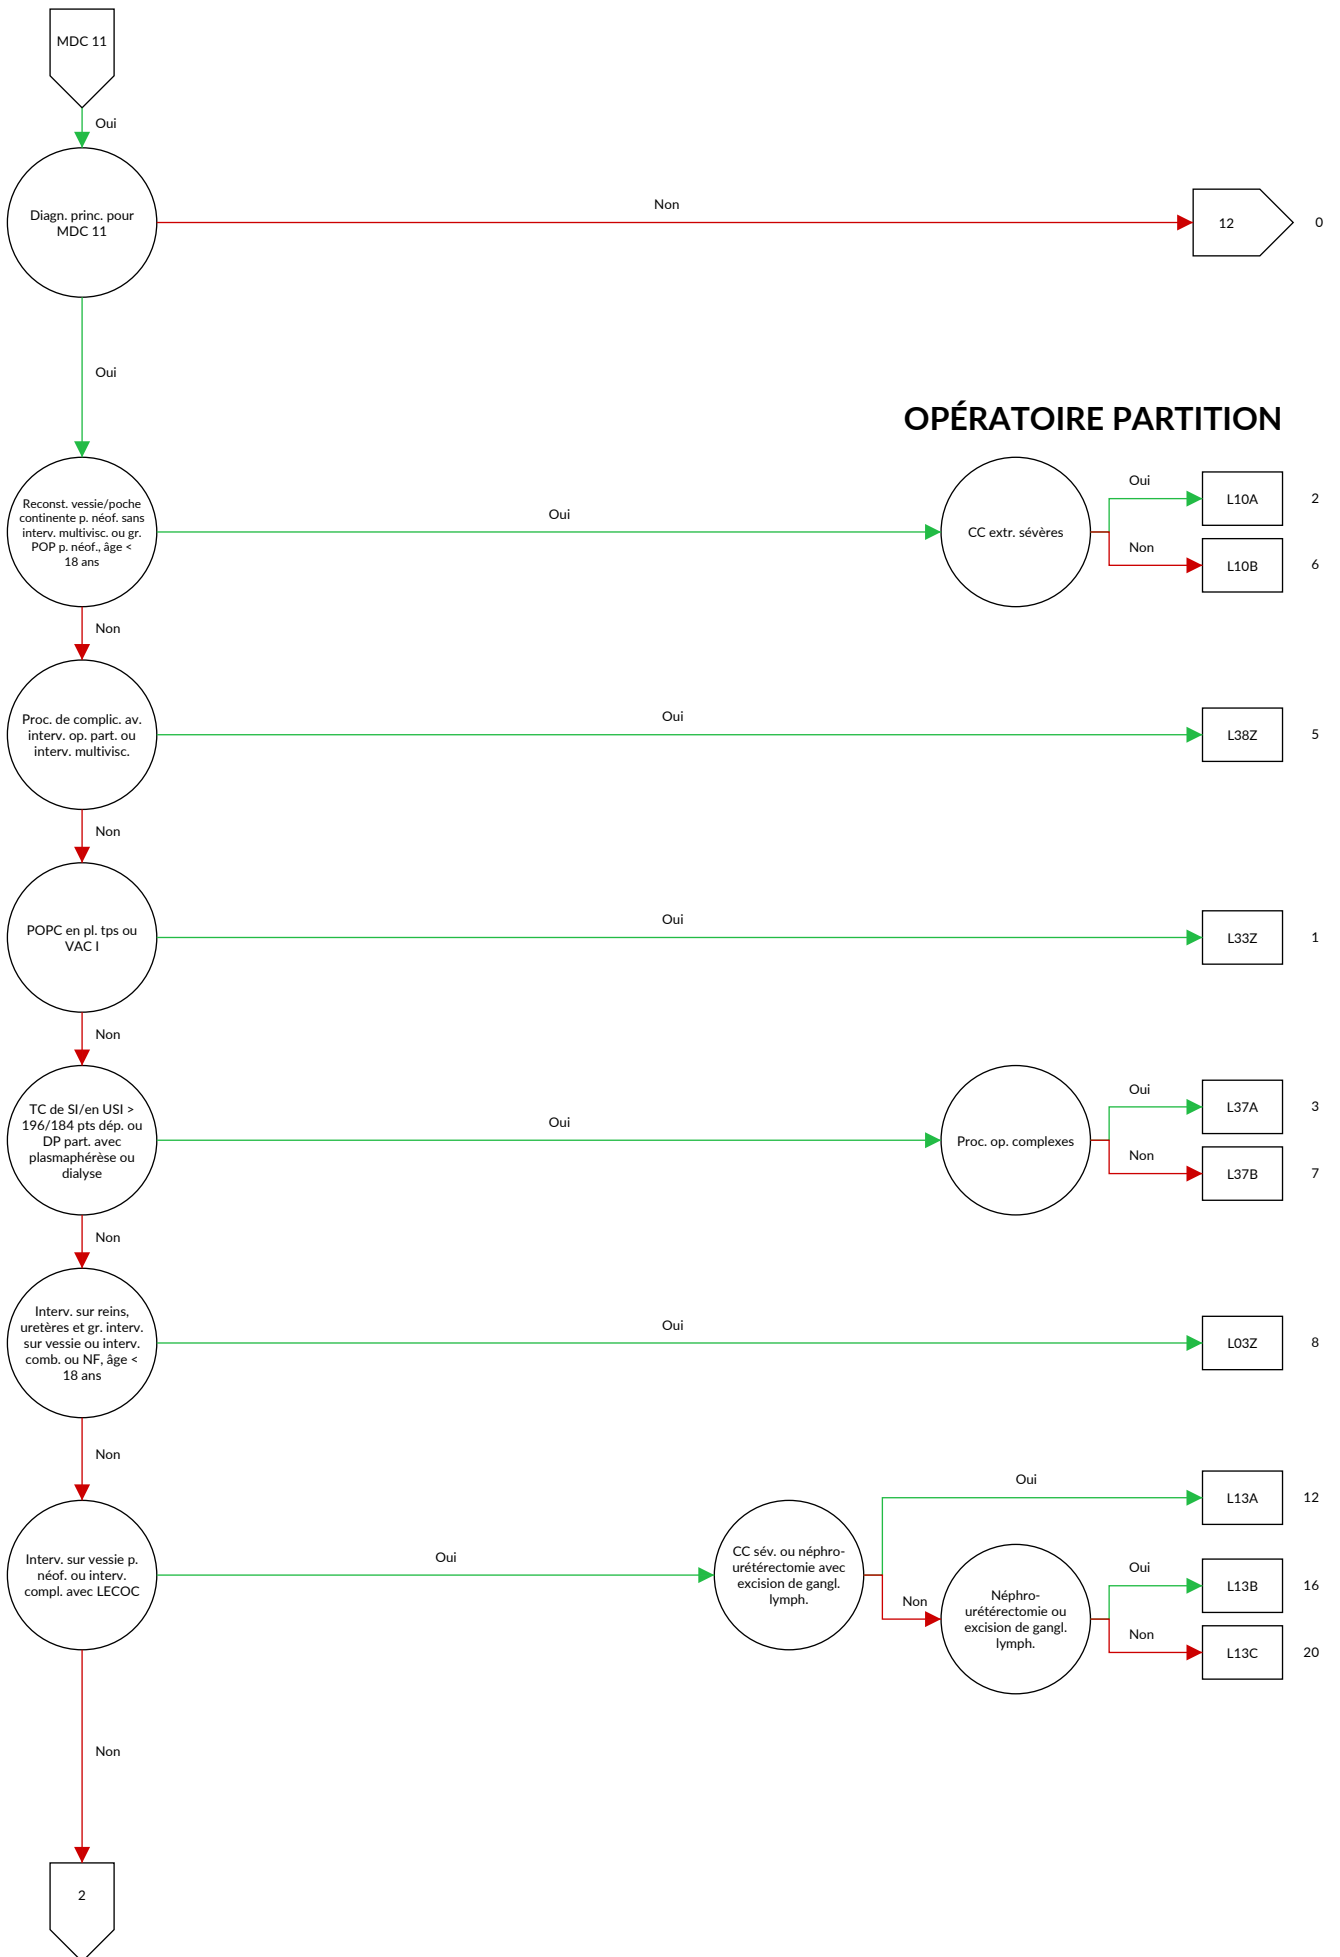 MDC 11
Oui
Diagn. princ. pour
MDC 11
Non
12
0
Oui
OPÉRATOIRE PARTITION
Reconst. vessie/poche
continente p. néof. sans
interv. multivisc. ou gr.
POP p. néof., âge <
18 ans
Oui
CC extr. sévères
Oui
L10A
2
Non
L10B
6
Non
Proc. de complic. av.
interv. op. part. ou
interv. multivisc.
Oui
L38Z
5
Non
POPC en pl. tps ou
VAC I
Oui
L33Z
1
Non
TC de SI/en USI >
196/184 pts dép. ou
DP part. avec
plasmaphérèse ou
dialyse
Oui
Proc. op. complexes
Oui
L37A
3
Non
L37B
7
Non
Interv. sur reins,
uretères et gr. interv.
sur vessie ou interv.
comb. ou NF, âge <
18 ans
Oui
L03Z
8
Non
Interv. sur vessie p.
néof. ou interv.
compl. avec LECOC
Oui
CC sév. ou néphro-
urétérectomie avec
excision de gangl.
lymph.
Oui
L13A
12
Non
Néphro-
urétérectomie ou
excision de gangl.
lymph.
Oui
L13B
16
Non
L13C
20
Non
2